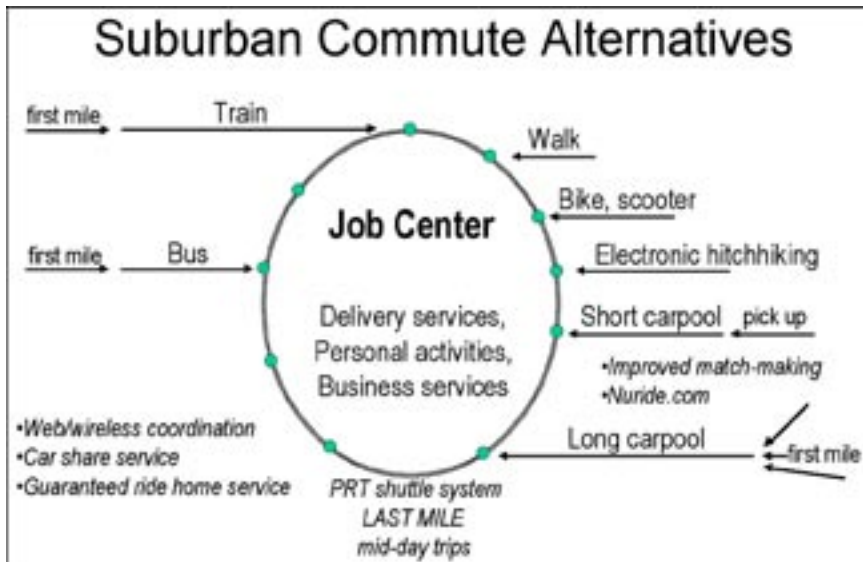 Suburban Commute Alternatives
first mile
Train
Walk
Bike, scooter
Job Center
first mile
Bus
Electronic hitchhiking
Delivery services,
Personal activities,
Business services
Short carpool
pick up
•Improved match-making
•Nuride.com
Long carpool
first mile
•Web/wireless coordination
•Car share service
•Guaranteed ride home service
PRT shuttle system
LAST MILE
mid-day trips